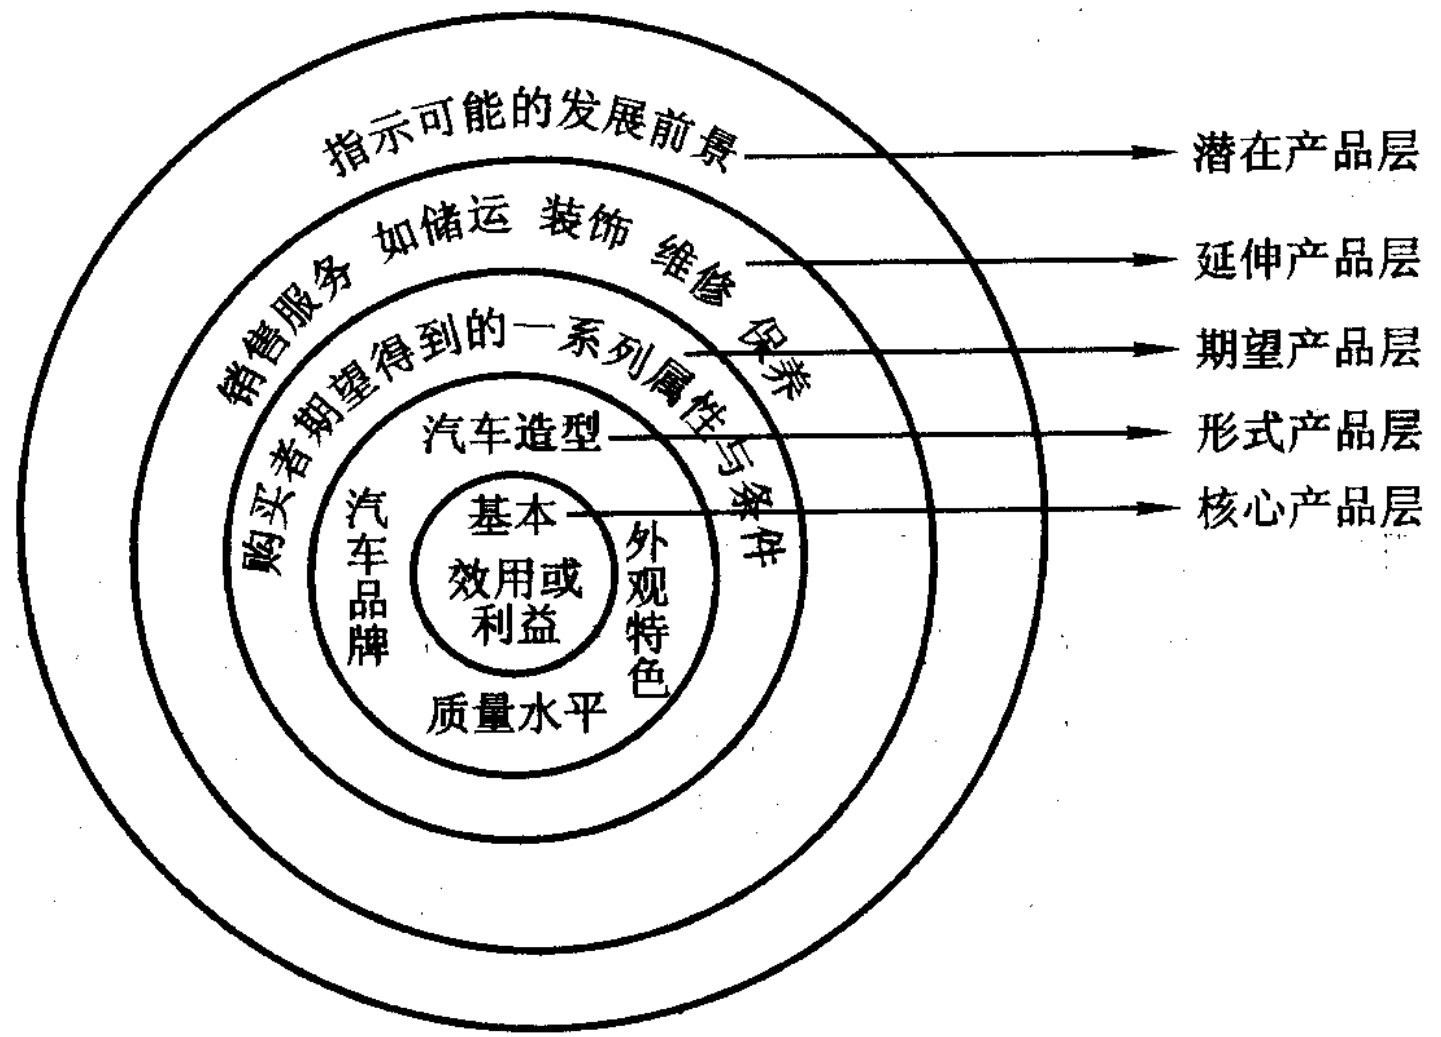 指示可能的发展前景
潜在产品层
销售服务 如储运 装饰 维修 保养
延伸产品层
购买者期望得到的一系列属性与条件
期望产品层
汽车造型
形式产品层
汽车品牌
外观特色
质量水平
基本
效用或
利益
核心产品层